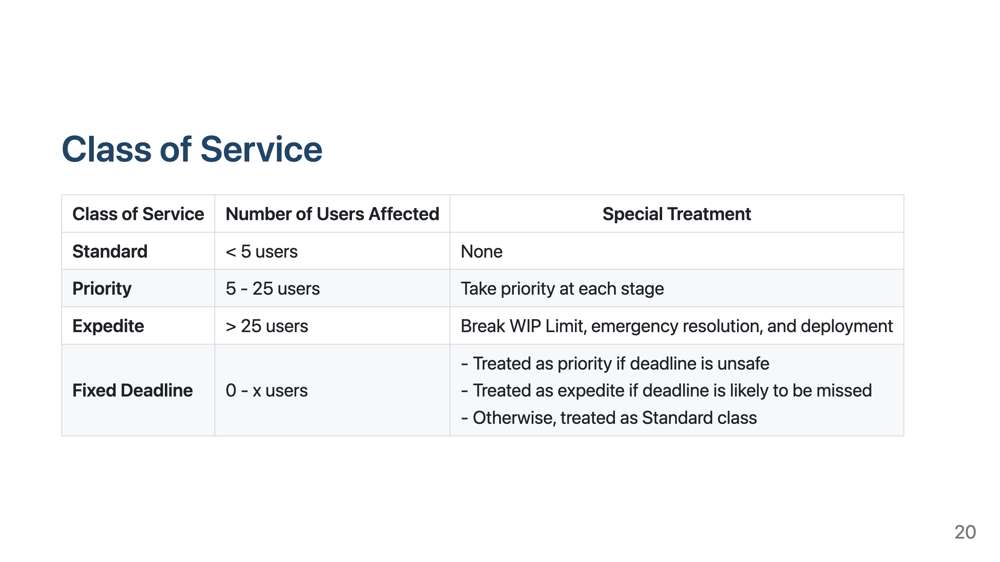 Class of Service
Class of Service Number of Users Affected Special Treatment
Standard < 5 users None
Priority 5 - 25 users Take priority at each stage
Expedite > 25 users Break WIP Limit, emergency resolution, and deployment
Fixed Deadline 0 - x users - Treated as priority if deadline is unsafe
- Treated as expedite if deadline is likely to be missed
- Otherwise, treated as Standard class
20